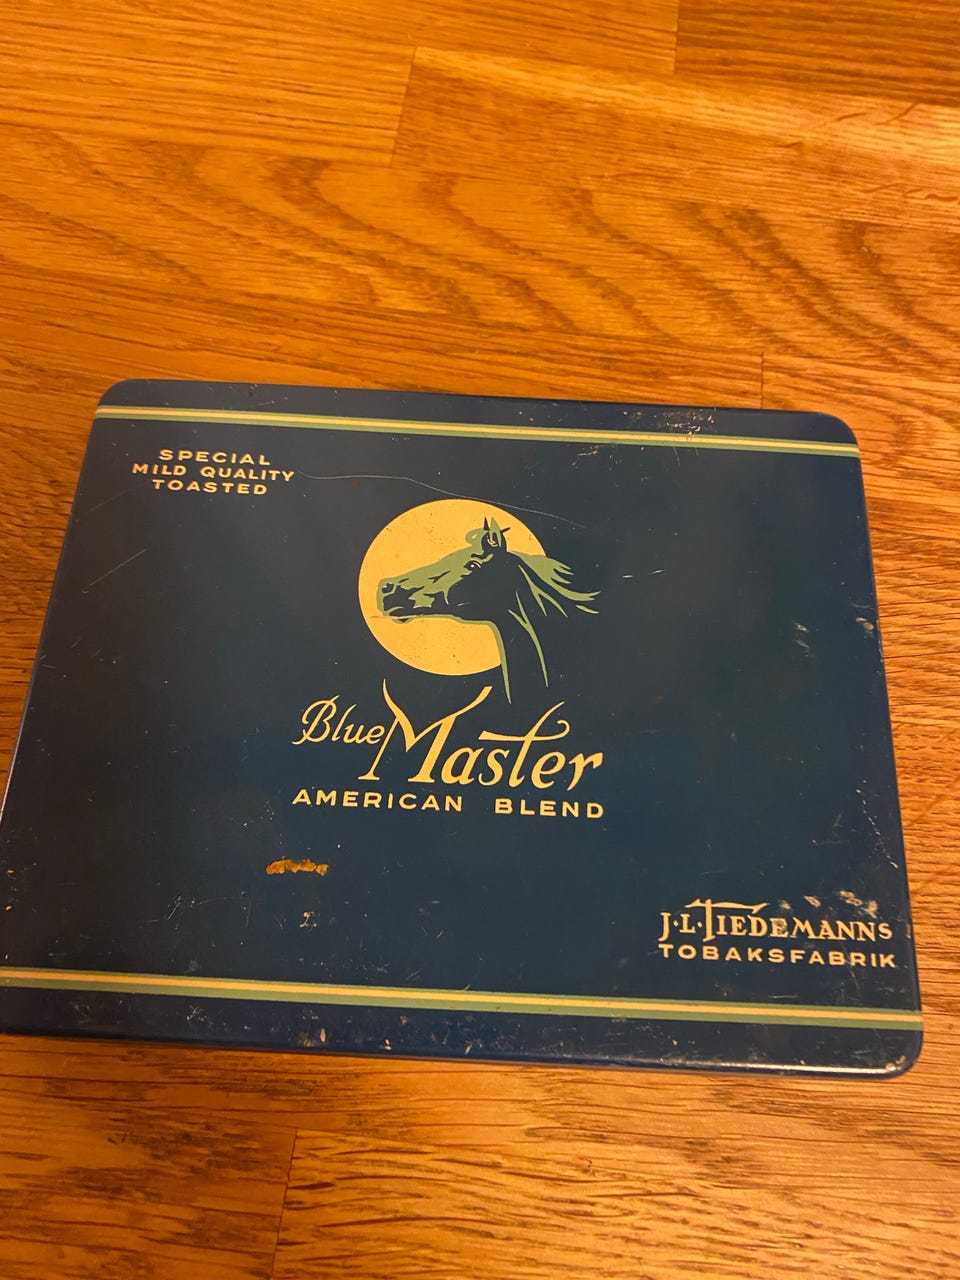 SPECIAL
MILD QUALITY
TOASTED
Blue Master
AMERICAN BLEND
J·L·TIEDEMANNS
TOBAKSFABRIK